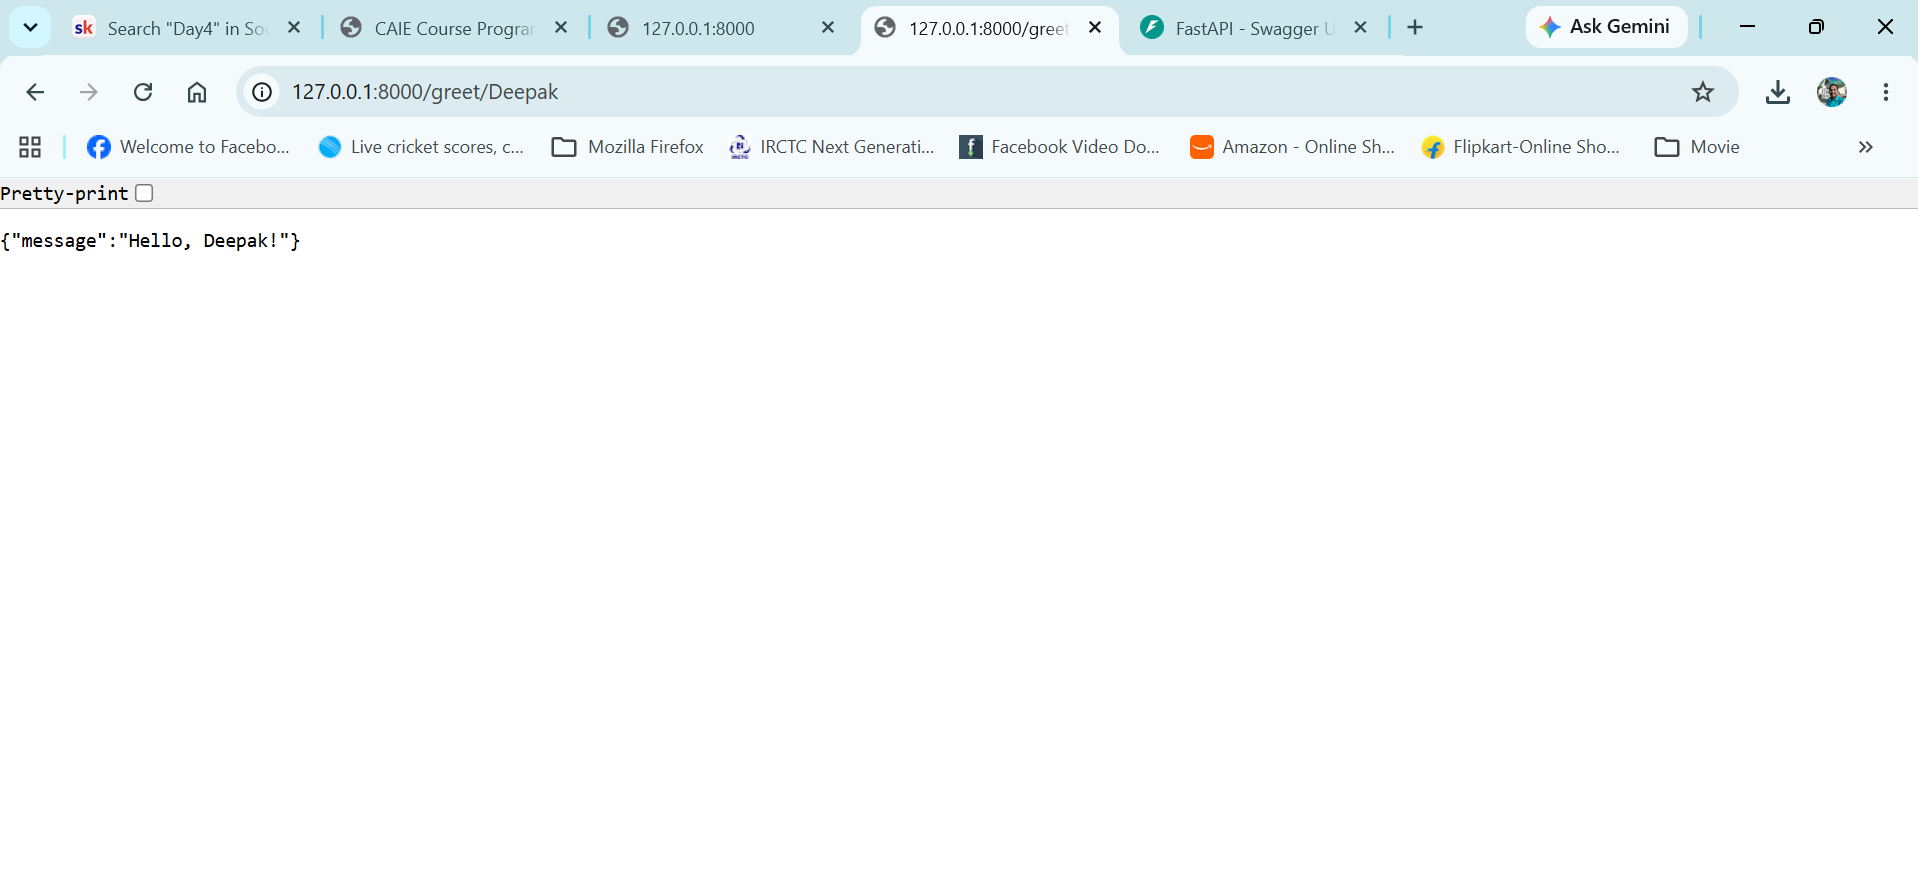 sk Search "Day4" in So
CAIE Course Progra
127.0.0.1:8000
127.0.0.1:8000/greet
FastAPI - Swagger U
Ask Gemini
127.0.0.1:8000/greet/Deepak
Welcome to Facebo...
Live cricket scores, c...
Mozilla Firefox
IRCTC Next Generati...
Facebook Video Do...
Amazon - Online Sh...
Flipkart-Online Sho...
Movie
Pretty-print
{"message":"Hello, Deepak!"}